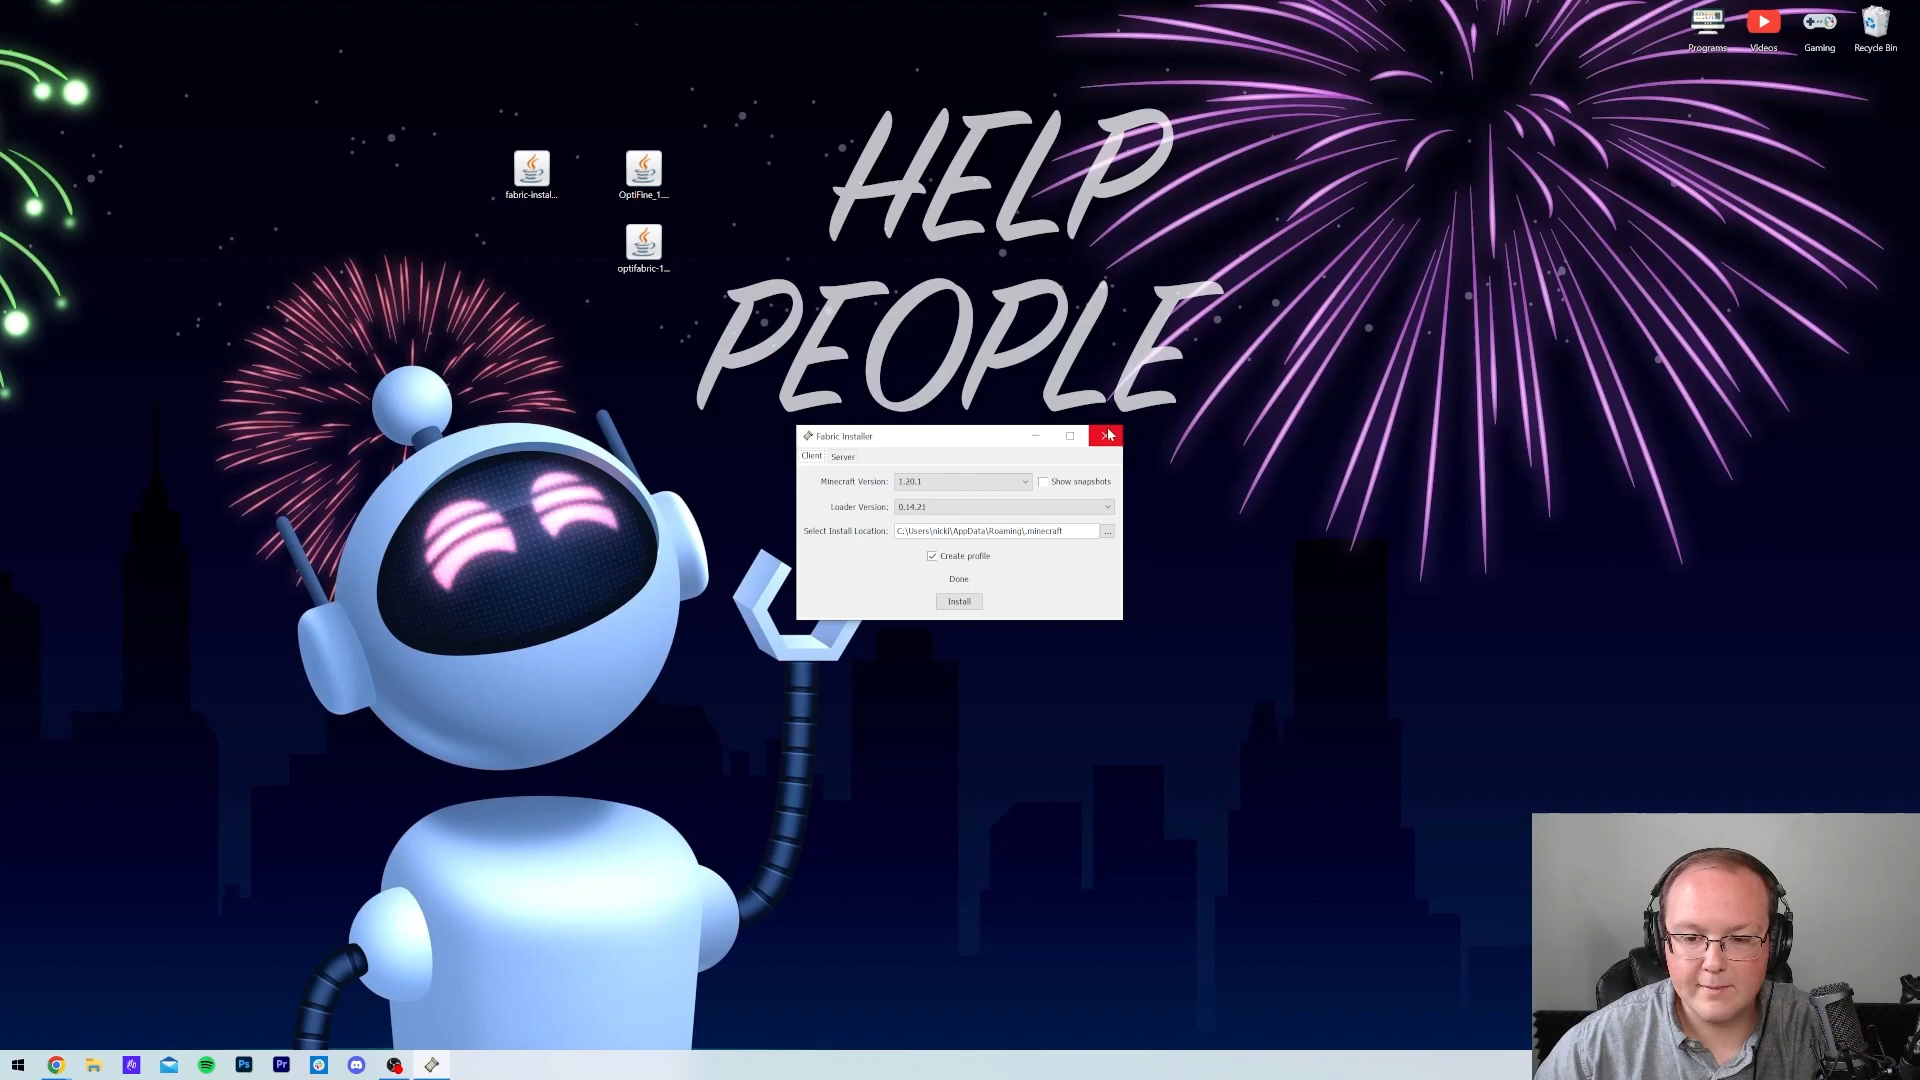 Programs
Videos
Gaming
Recycle Bin
HELP
PEOPLE
fabric-instal...
OptiFine_1....
optifabric-1...
Fabric Installer
Client
Server
Minecraft Version:
1.20.1
Show snapshots
Loader Version:
0.14.21
Select Install Location:
C:\Users\nicki\AppData\Roaming\.minecraft
...
Create profile
Done
Install
Ps
Pr